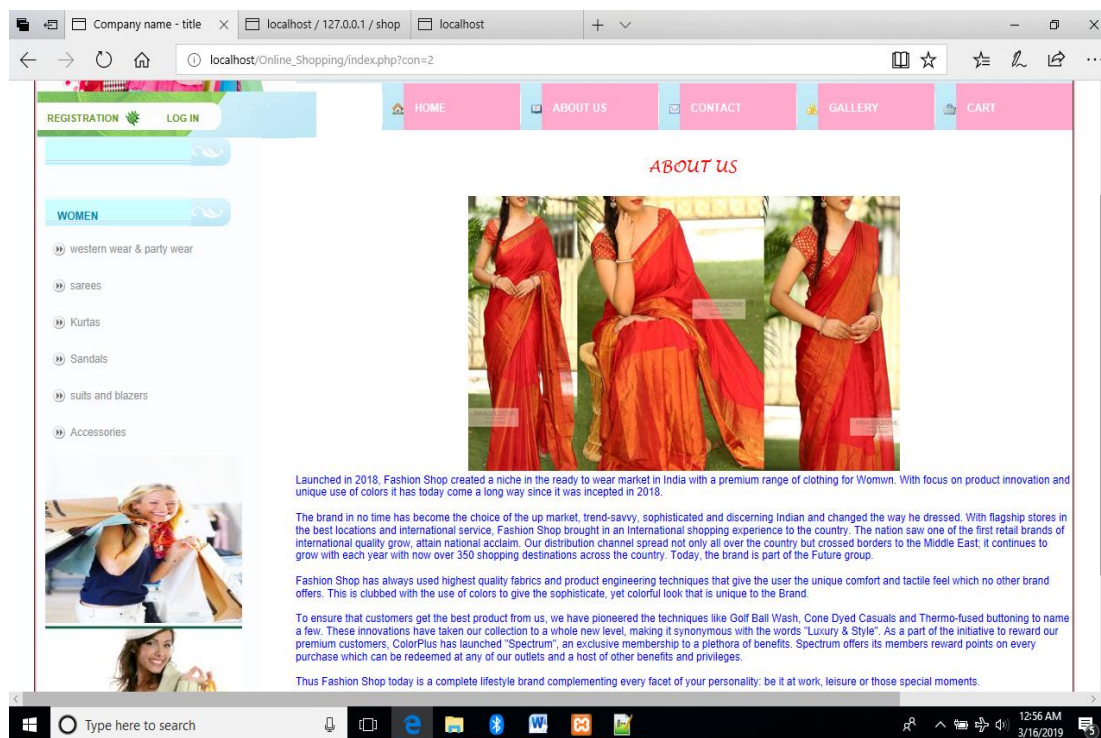 Company name - title
localhost / 127.0.0.1 / shop
localhost
localhost/Online_Shopping/index.php?con=2
REGISTRATION LOG IN
HOME ABOUT US CONTACT GALLERY CART
ABOUT US
WOMEN
western wear & party wear
sarees
Kurtas
Sandals
suits and blazers
Accessories
Launched in 2018, Fashion Shop created a niche in the ready to wear market in India with a premium range of clothing for Womwn. With focus on product innovation and
unique use of colors it has today come a long way since it was incepted in 2018.
The brand in no time has become the choice of the up market, trend-savvy, sophisticated and discerning Indian and changed the way he dressed. With flagship stores in
the best locations and international service, Fashion Shop brought in an International shopping experience to the country. The nation saw one of the first retail brands of
international quality grow, attain national acclaim. Our distribution channel spread not only all over the country but crossed borders to the Middle East; it continues to
grow with each year with now over 350 shopping destinations across the country. Today, the brand is part of the Future group.
Fashion Shop has always used highest quality fabrics and product engineering techniques that give the user the unique comfort and tactile feel which no other brand
offers. This is clubbed with the use of colors to give the sophisticate, yet colorful look that is unique to the Brand.
To ensure that customers get the best product from us, we have pioneered the techniques like Golf Ball Wash, Cone Dyed Casuals and Thermo-fused buttoning to name
a few. These innovations have taken our collection to a whole new level, making it synonymous with the words "Luxury & Style". As a part of the initiative to reward our
premium customers, ColorPlus has launched "Spectrum", an exclusive membership to a plethora of benefits. Spectrum offers its members reward points on every
purchase which can be redeemed at any of our outlets and a host of other benefits and privileges.
Thus Fashion Shop today is a complete lifestyle brand complementing every facet of your personality: be it at work, leisure or those special moments.
Type here to search
12:56 AM
3/16/2019
5